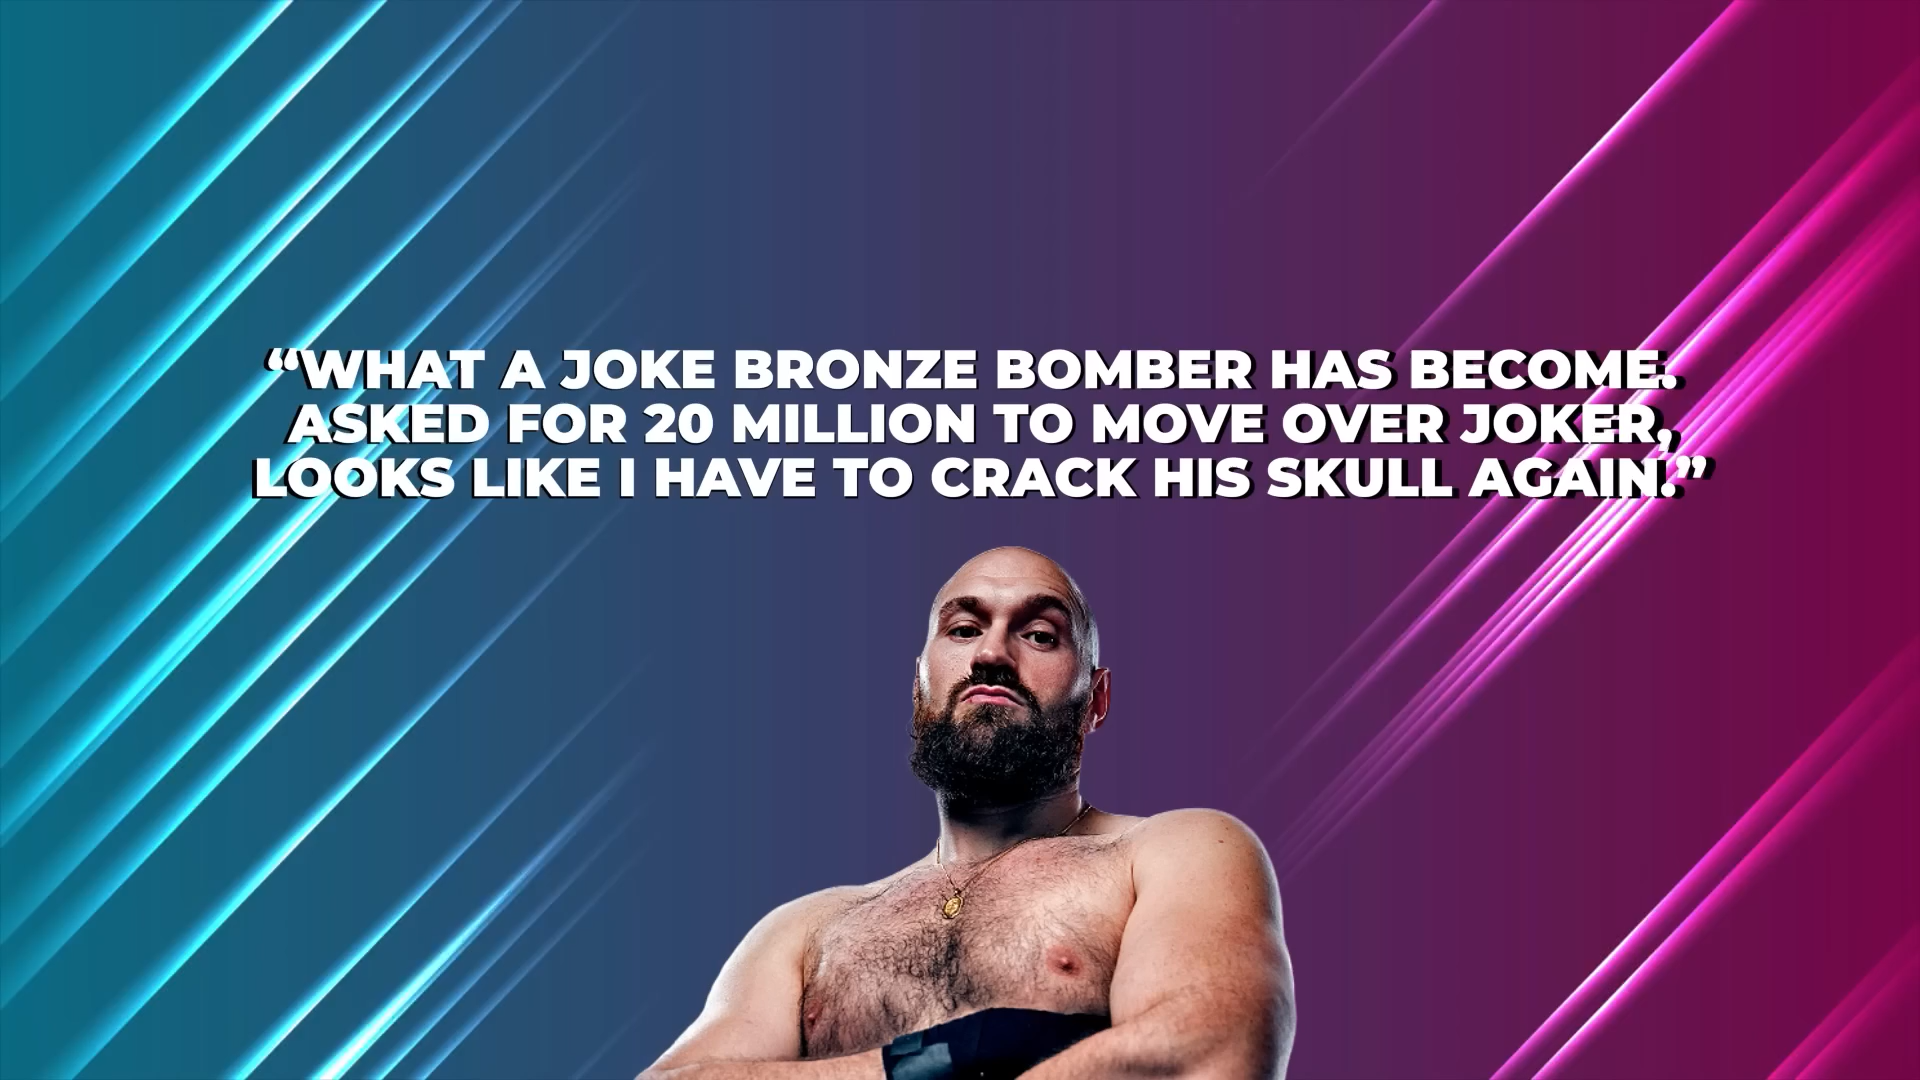 “WHAT A JOKE BRONZE BOMBER HAS BECOME.
ASKED FOR 20 MILLION TO MOVE OVER JOKER,
LOOKS LIKE I HAVE TO CRACK HIS SKULL AGAIN.”